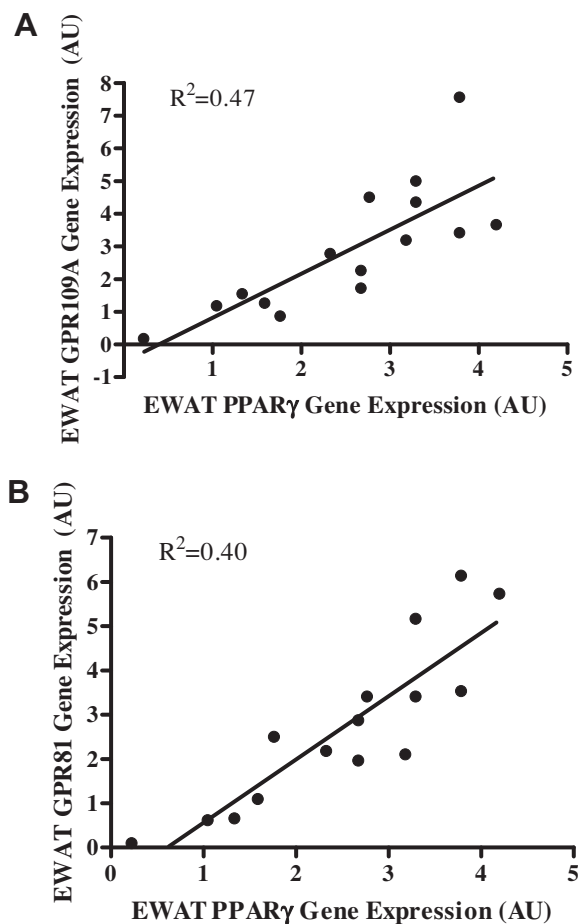 A
EWAT GPR109A Gene Expression (AU)
R²=0.47
8
7
6
5
4
3
2
1
0
-1
1 2 3 4 5
EWAT PPARγ Gene Expression (AU)
B
EWAT GPR81 Gene Expression (AU)
R²=0.40
7
6
5
4
3
2
1
0
0 1 2 3 4 5
EWAT PPARγ Gene Expression (AU)